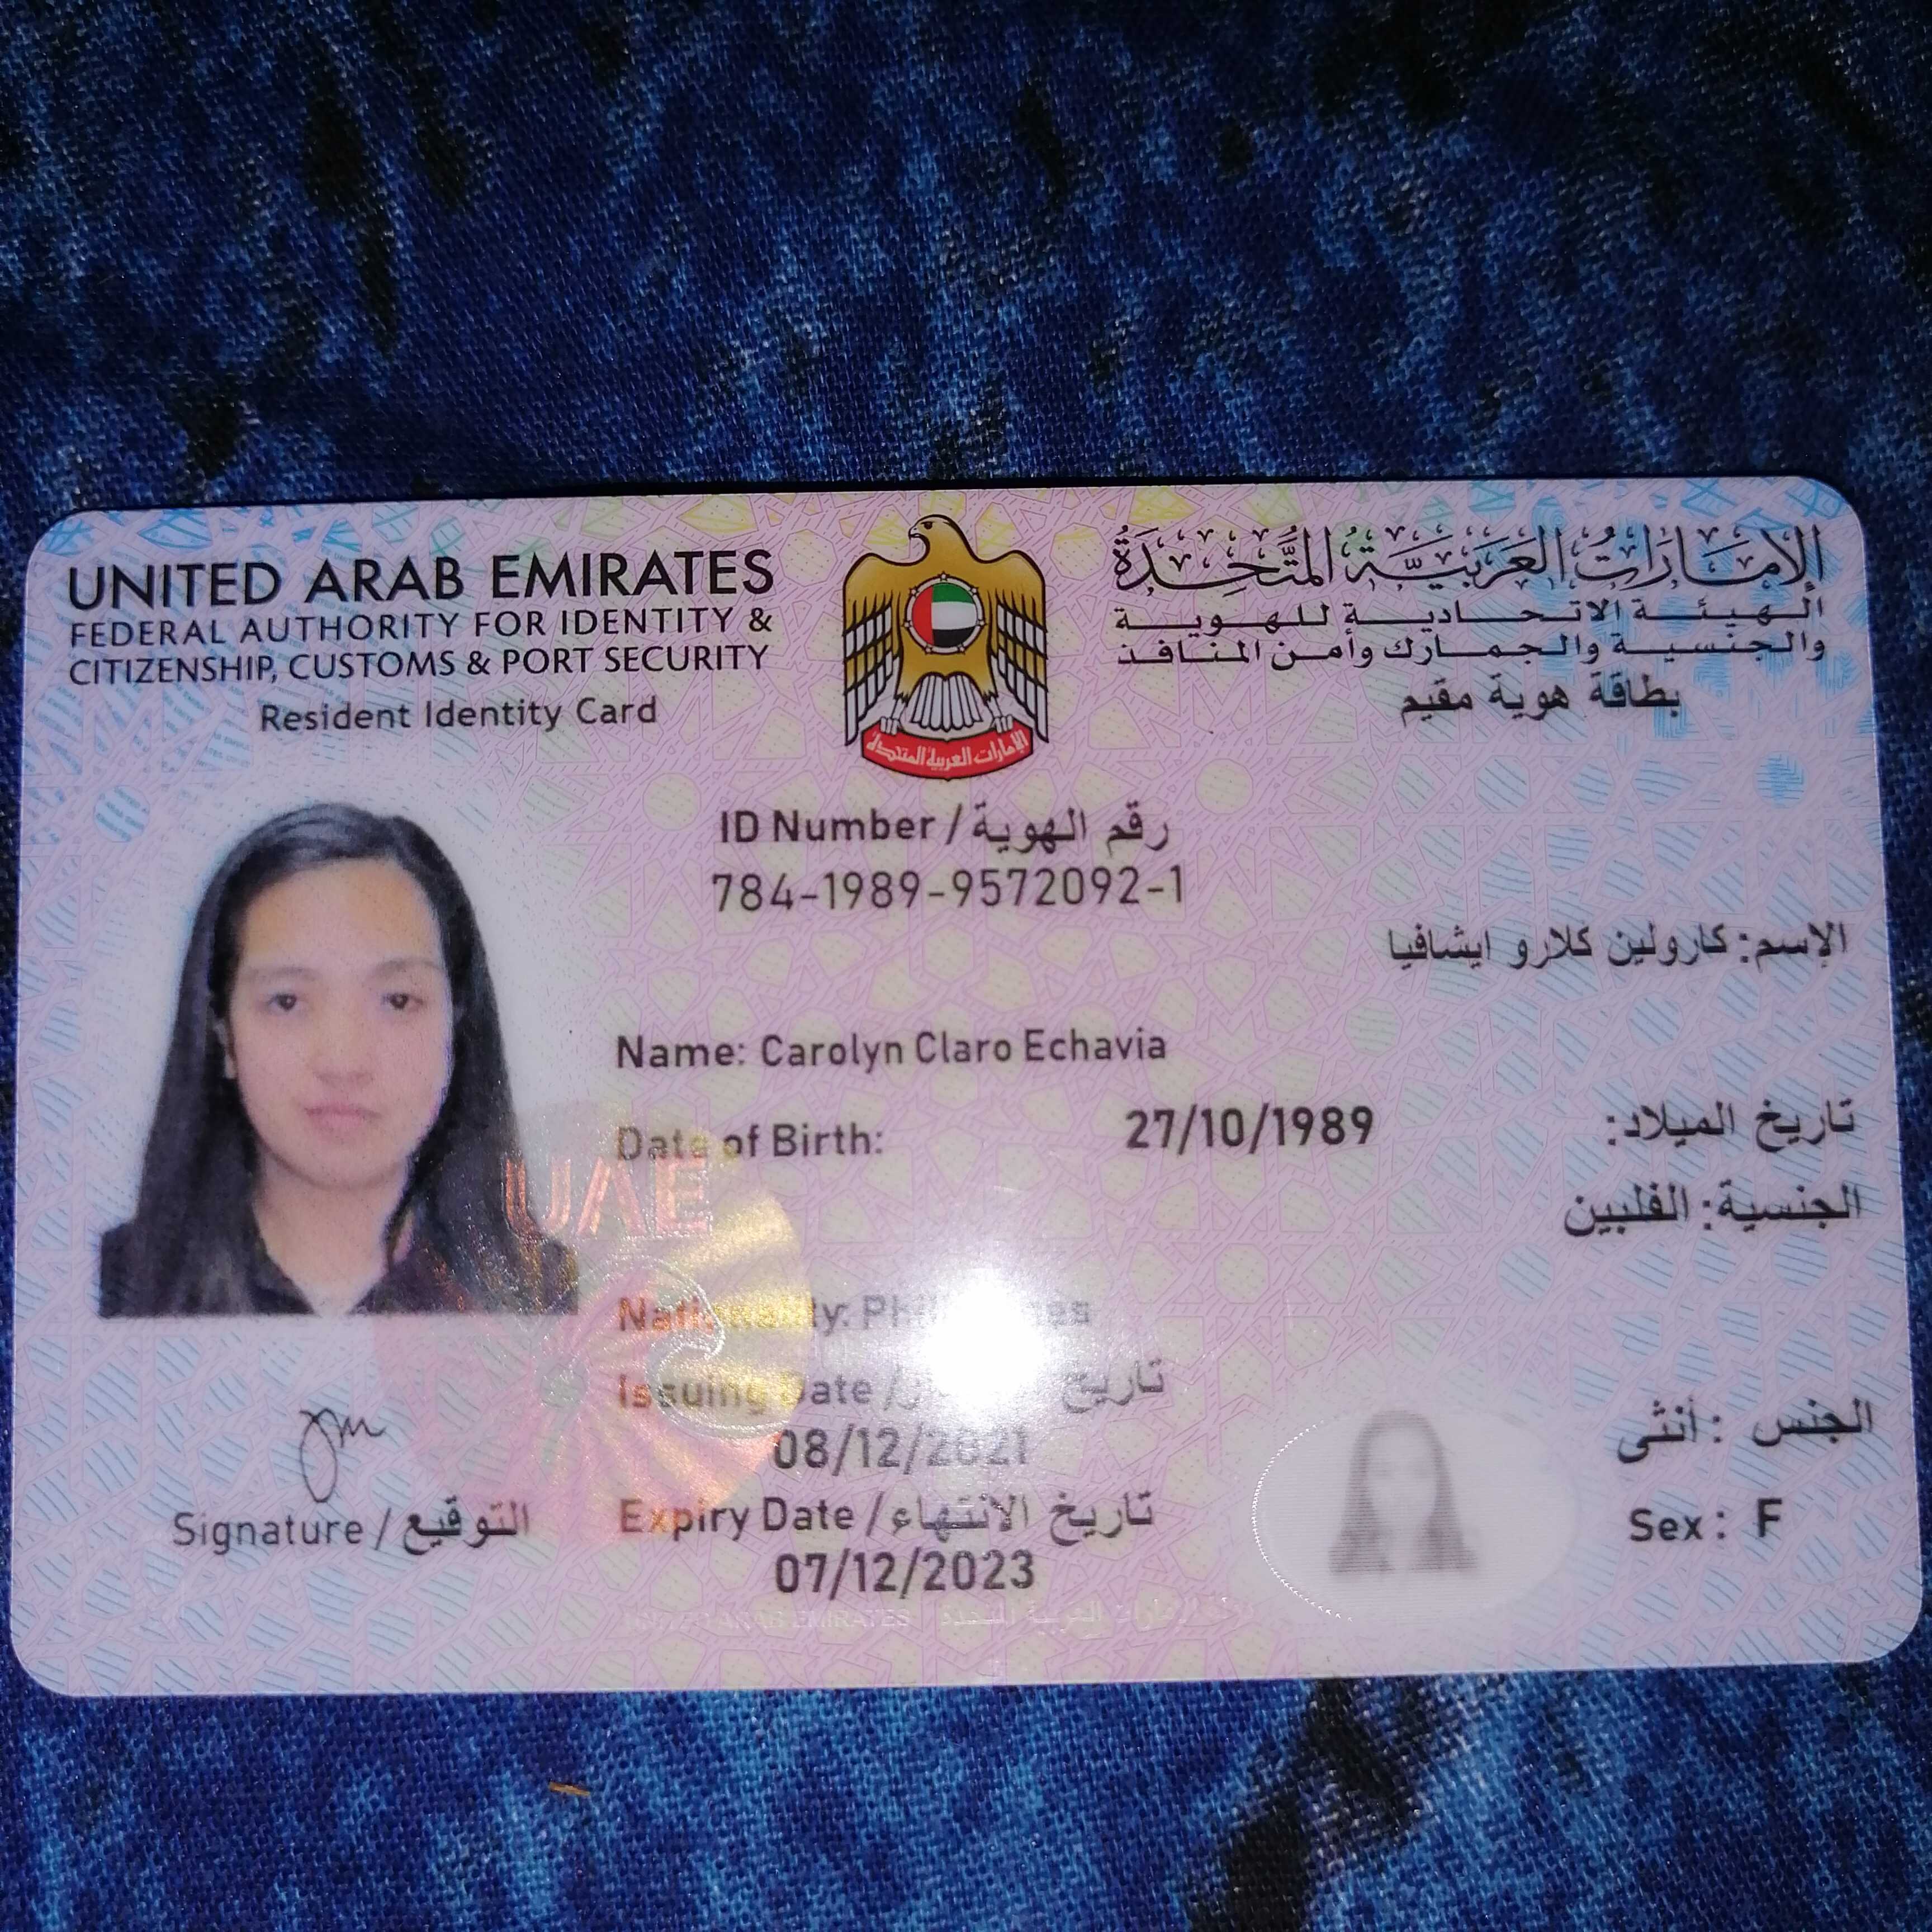 UNITED ARAB EMIRATES
FEDERAL AUTHORITY FOR IDENTITY &
CITIZENSHIP, CUSTOMS & PORT SECURITY
Resident Identity Card
الإمارات العربية المتحدة
الهيئة الاتحادية للهوية
والجنسية والجمارك وأمن المنافذ
بطاقة هوية مقيم
الإمارات العربية المتحدة
ID Number / رقم الهوية
784-1989-9572092-1
الإسم: كارولين كلارو ايشافيا
Name: Carolyn Claro Echavia
Date of Birth: 27/10/1989 تاريخ الميلاد:
الجنسية: الفلبين
UAE
Nationality: Philippines
Issuing Date / تاريخ
08/12/2021
الجنس : أنثى
Signature / التوقيع
Expiry Date / تاريخ الانتهاء
07/12/2023
Sex: F
UNITED ARAB EMIRATES الإمارات العربية المتحدة